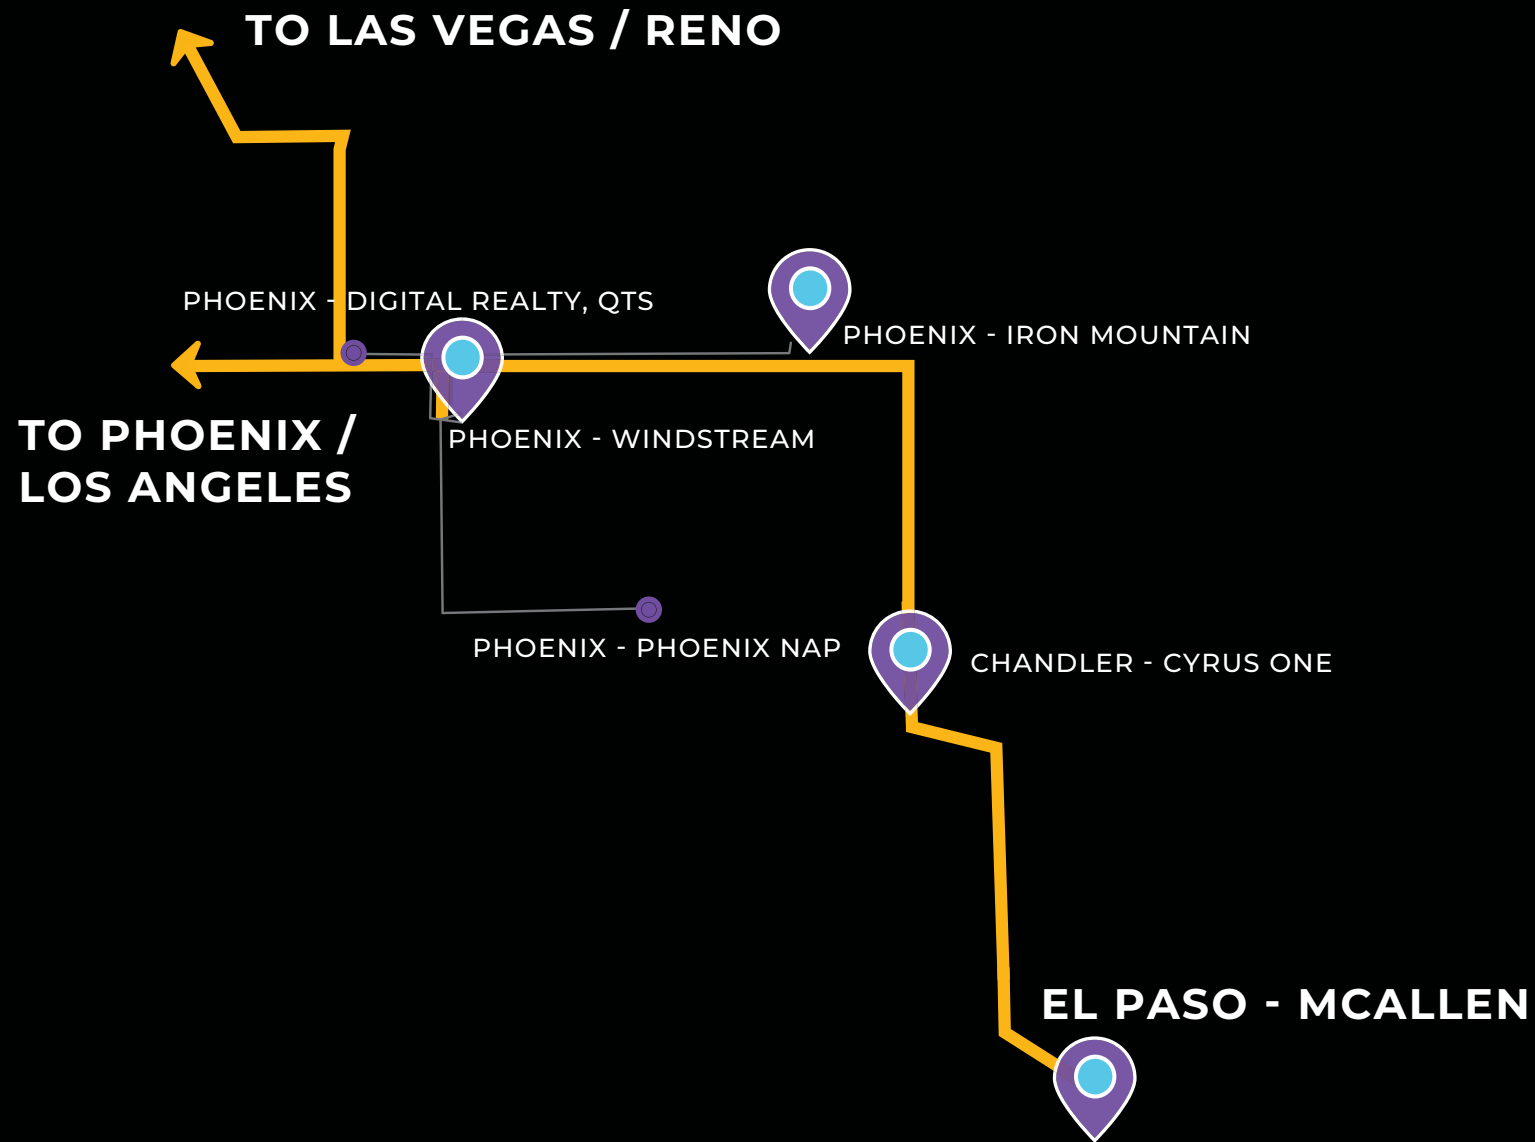 TO LAS VEGAS / RENO
PHOENIX - DIGITAL REALTY, QTS
PHOENIX - IRON MOUNTAIN
TO PHOENIX /
LOS ANGELES
PHOENIX - WINDSTREAM
PHOENIX - PHOENIX NAP
CHANDLER - CYRUS ONE
EL PASO - MCALLEN